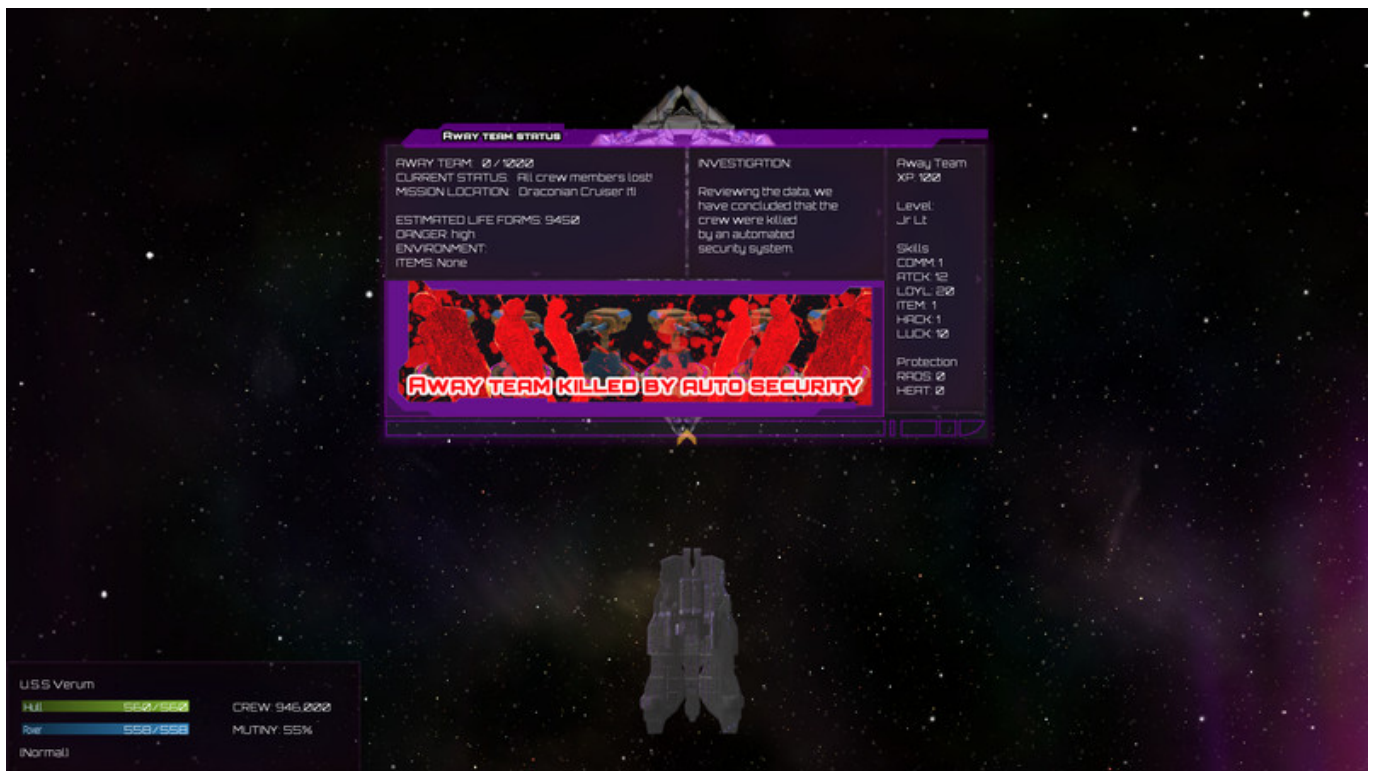 Away team status
AWAY TEAM: 0 / 1000
CURRENT STATUS: All crew members lost!
MISSION LOCATION: Draconian Cruiser (1)
ESTIMATED LIFE FORMS: 9450
DANGER: high
ENVIRONMENT:
ITEMS: None
INVESTIGATION:
Reviewing the data, we
have concluded that the
crew were killed
by an automated
security system.
Away Team
XP: 100
Level:
Jr Lt
Skills
COMM: 1
ATCK: 12
LOYL: 20
ITEM: 1
HACK: 1
LUCK: 10
Protection
RADS: 0
HEAT: 0
Away team killed by auto security
U.S.S Verum
Hull 560/560
CREW: 946,000
Power 558/558
MUTINY: 55%
(Normal)